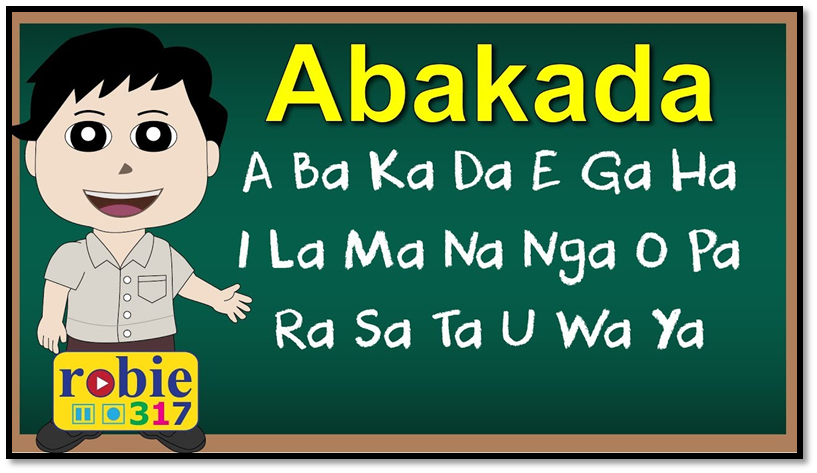 Abakada
A Ba Ka Da E Ga Ha
I La Ma Na Nga O Pa
Ra Sa Ta U Wa Ya
robie
317